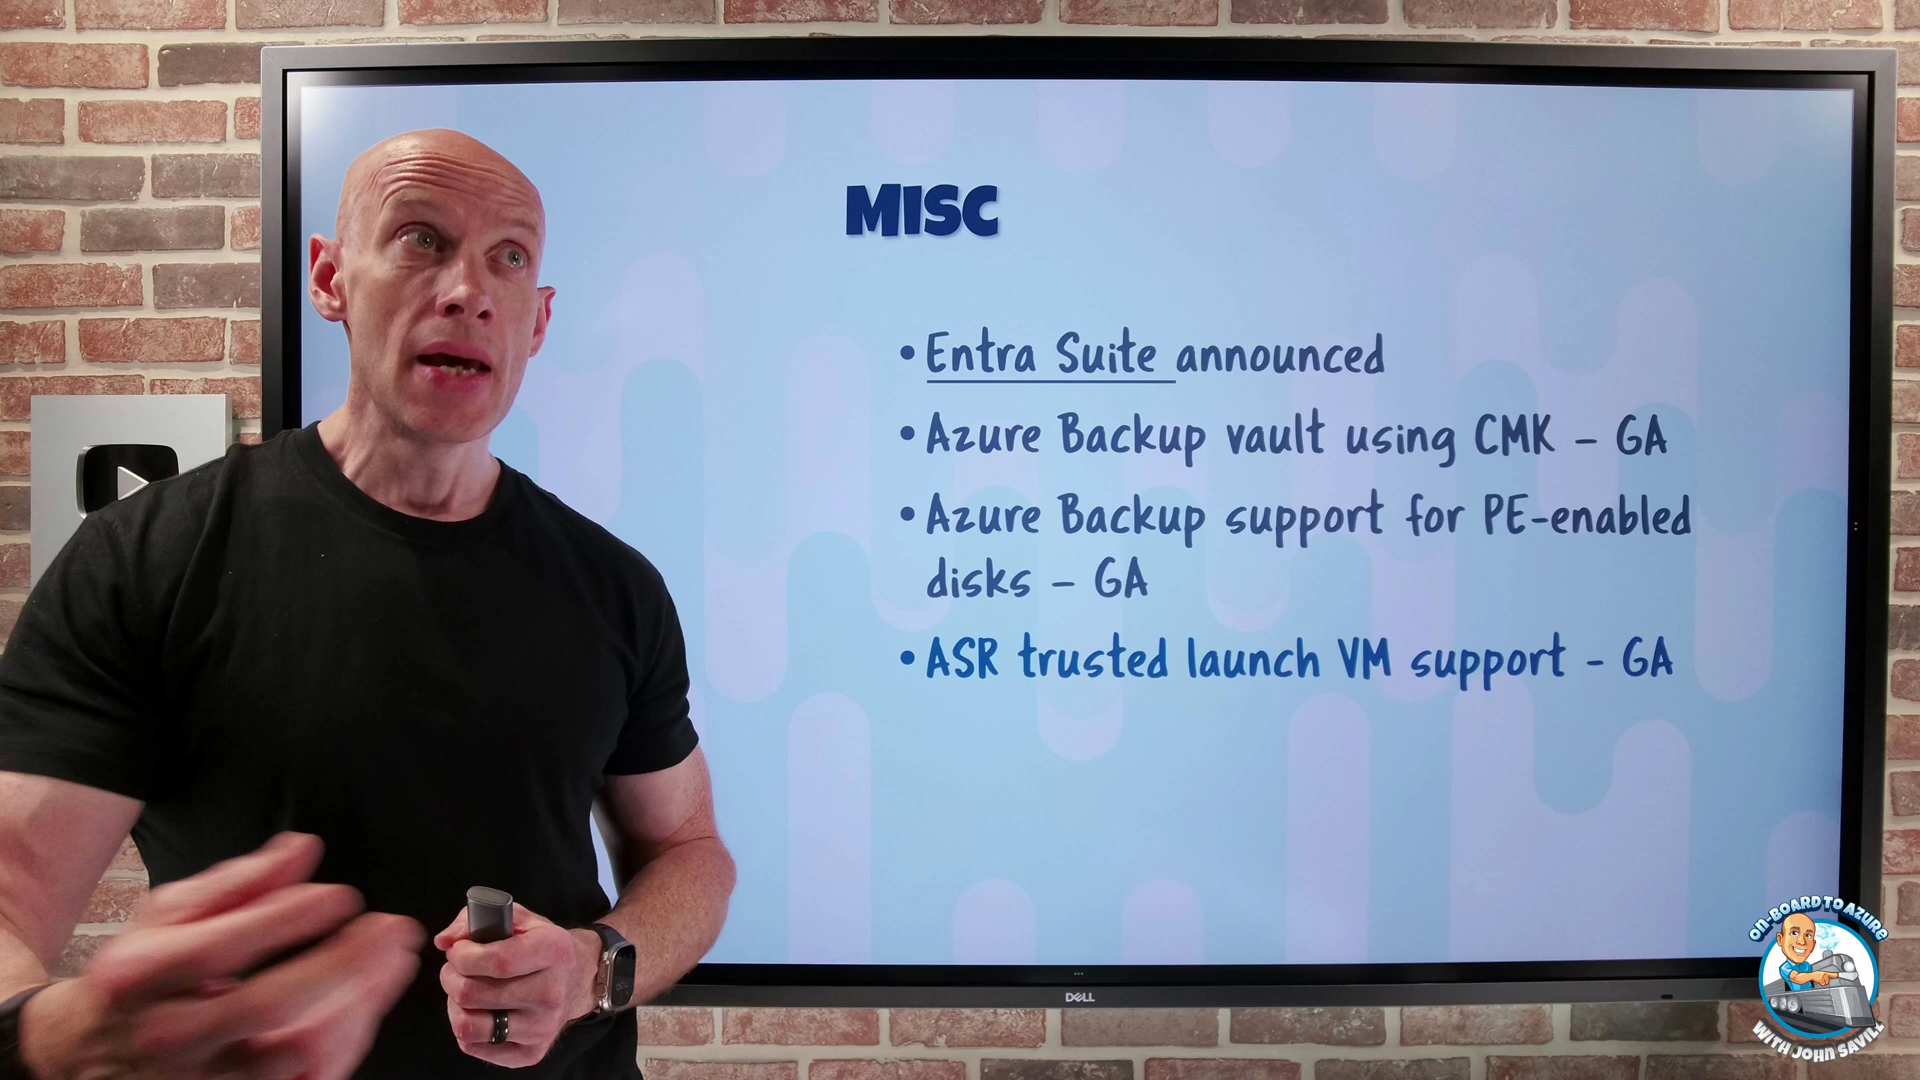 MISC
• Entra Suite announced
• Azure Backup vault using CMK – GA
• Azure Backup support for PE-enabled
disks – GA
• ASR trusted launch VM support - GA
DELL
ON-BOARD TO AZURE
WITH JOHN SAVILL